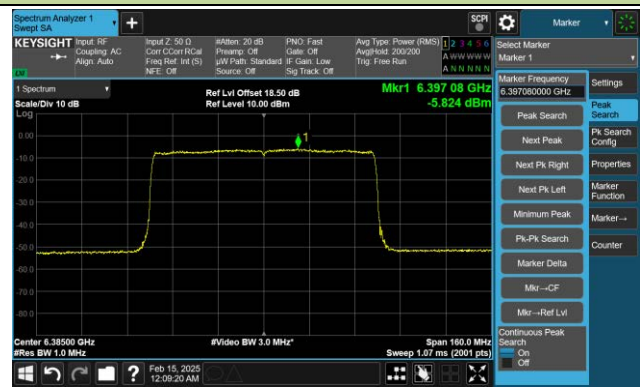 Spectrum Analyzer 1
Swept SA
SCPI
Marker
KEYSIGHT
Input: RF
Coupling: AC
Align: Auto
Input Z: 50 Ω
Corr CCorr RCal
Freq Ref: Int (S)
NFE: Off
#Atten: 20 dB
Preamp: Off
µW Path: Standard
Source: Off
PNO: Fast
Gate: Off
IF Gain: Low
Sig Track: Off
Avg Type: Power (RMS)
Avg|Hold: 200/200
Trig: Free Run
1 2 3 4 5 6
A W W W W W
A N N N N N
Select Marker
Marker 1
1 Spectrum
Scale/Div 10 dB
Log
Ref Lvl Offset 18.50 dB
Ref Level 10.00 dBm
Mkr1 6.397 08 GHz
-5.824 dBm
0.00
-10.0
-20.0
-30.0
-40.0
-50.0
-60.0
-70.0
-80.0
1
Center 6.38500 GHz
#Res BW 1.0 MHz
#Video BW 3.0 MHz*
Span 160.0 MHz
Sweep 1.07 ms (2001 pts)
Marker Frequency
6.397080000 GHz
Peak Search
Next Peak
Next Pk Right
Next Pk Left
Minimum Peak
Pk-Pk Search
Marker Delta
Mkr→CF
Mkr→Ref Lvl
Continuous Peak
Search
On
Off
Settings
Peak
Search
Pk Search
Config
Properties
Marker
Function
Marker→
Counter
?
Feb 15, 2025
12:09:20 AM